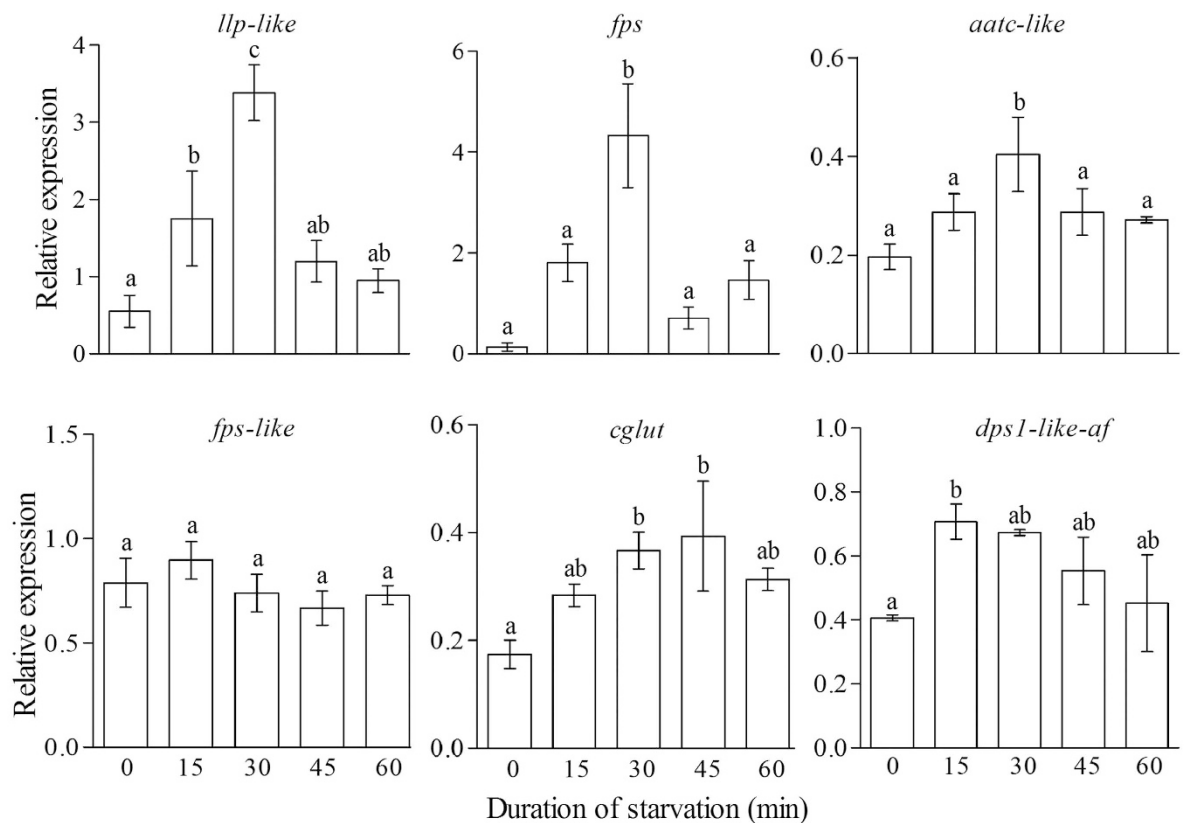 llp-like
4
3
2
1
0
a
b
c
ab
ab
fps
6
4
2
0
a
a
b
a
a
aatc-like
0.6
0.4
0.2
0.0
a
a
b
a
a
Relative expression
fps-like
1.5
1.0
0.5
0.0
a
a
a
a
a
0 15 30 45 60
cglut
0.6
0.4
0.2
0.0
a
ab
b
b
ab
0 15 30 45 60
dps1-like-af
1.0
0.8
0.6
0.4
0.2
0.0
a
b
ab
ab
ab
0 15 30 45 60
Relative expression
Duration of starvation (min)